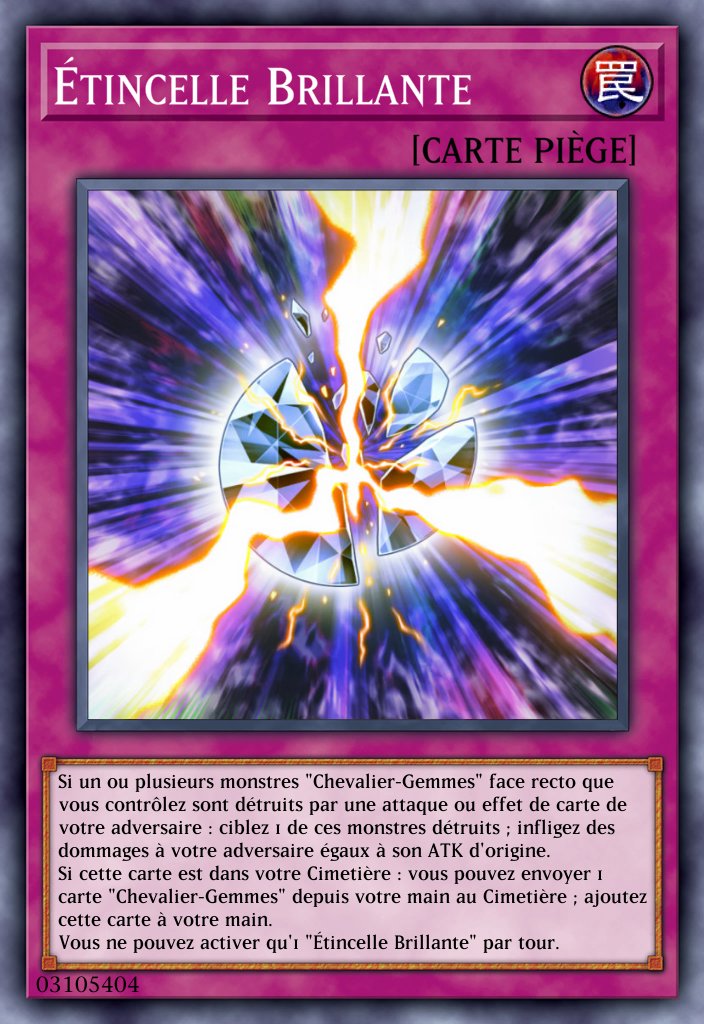 Étincelle Brillante
罠
[CARTE PIÈGE]
Si un ou plusieurs monstres "Chevalier-Gemmes" face recto que
vous contrôlez sont détruits par une attaque ou effet de carte de
votre adversaire : ciblez 1 de ces monstres détruits ; infligez des
dommages à votre adversaire égaux à son ATK d'origine.
Si cette carte est dans votre Cimetière : vous pouvez envoyer 1
carte "Chevalier-Gemmes" depuis votre main au Cimetière ; ajoutez
cette carte à votre main.
Vous ne pouvez activer qu'1 "Étincelle Brillante" par tour.
03105404